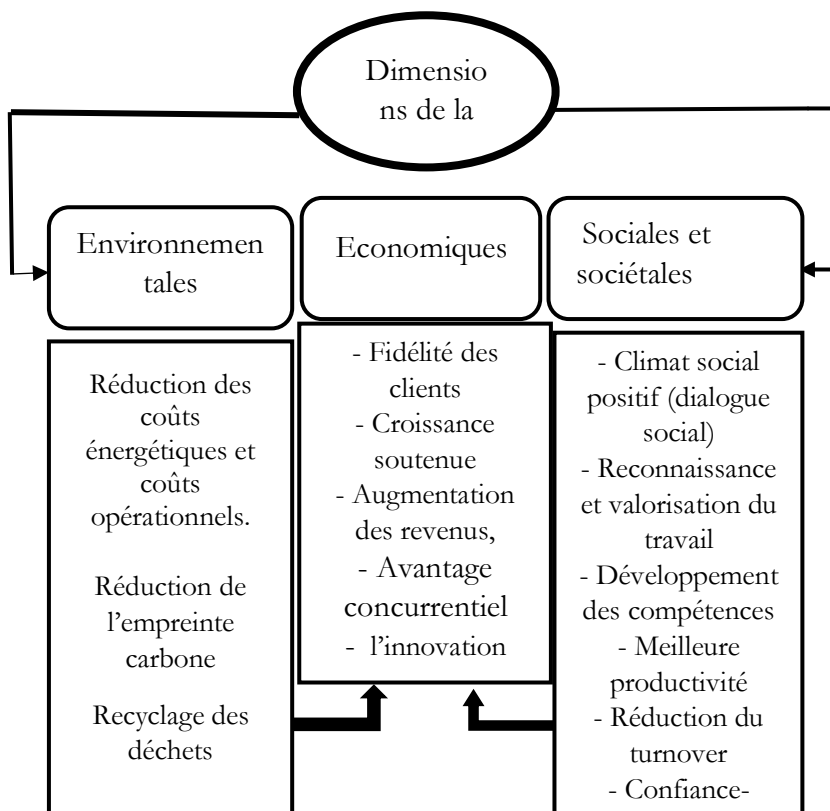 Dimensio
ns de la
Environnemen
tales
Economiques
Sociales et
sociétales
Réduction des
coûts
énergétiques et
coûts
opérationnels.
Réduction de
l’empreinte
carbone
Recyclage des
déchets
- Fidélité des
clients
- Croissance
soutenue
- Augmentation
des revenus,
- Avantage
concurrentiel
- l’innovation
- Climat social
positif (dialogue
social)
- Reconnaissance
et valorisation du
travail
- Développement
des compétences
- Meilleure
productivité
- Réduction du
turnover
- Confiance-